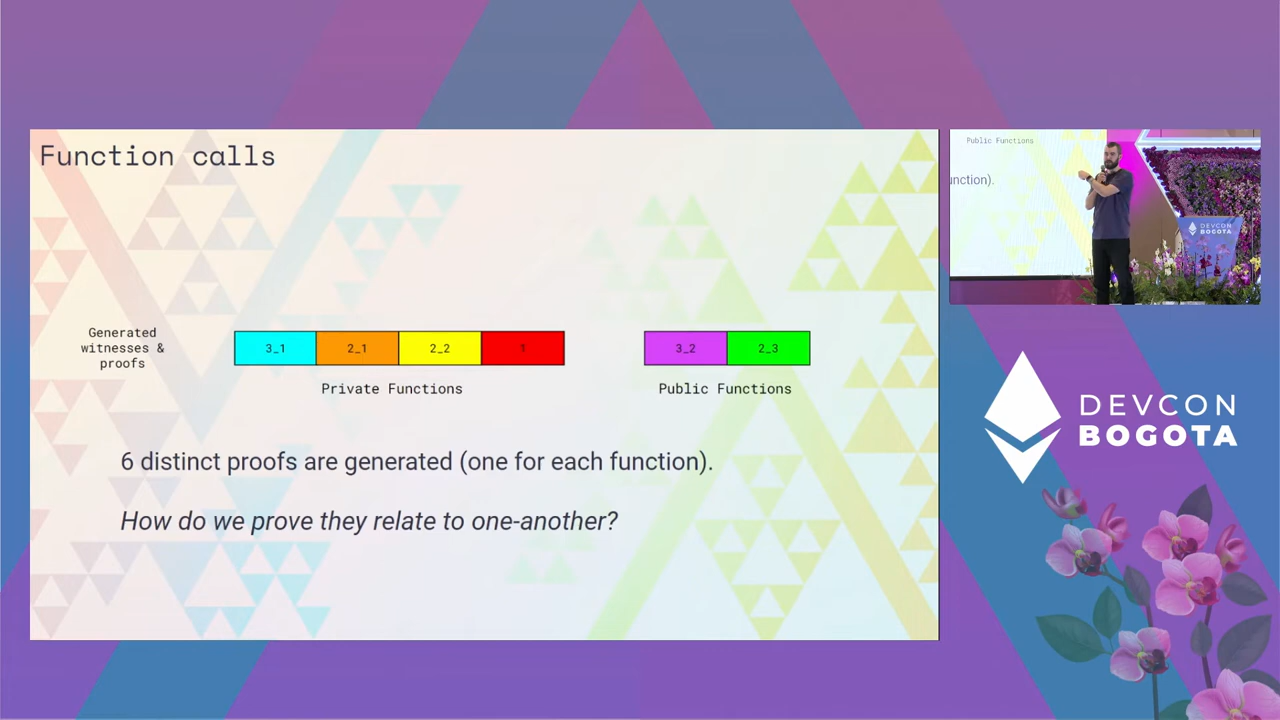 Function calls
Generated
witnesses &
proofs
3_1
2_1
2_2
3_2
2_3
Private Functions
Public Functions
6 distinct proofs are generated (one for each function).
How do we prove they relate to one-another?
Public Functions
unction).
DEVCON
BOGOTA
DEVCON
BOGOTA